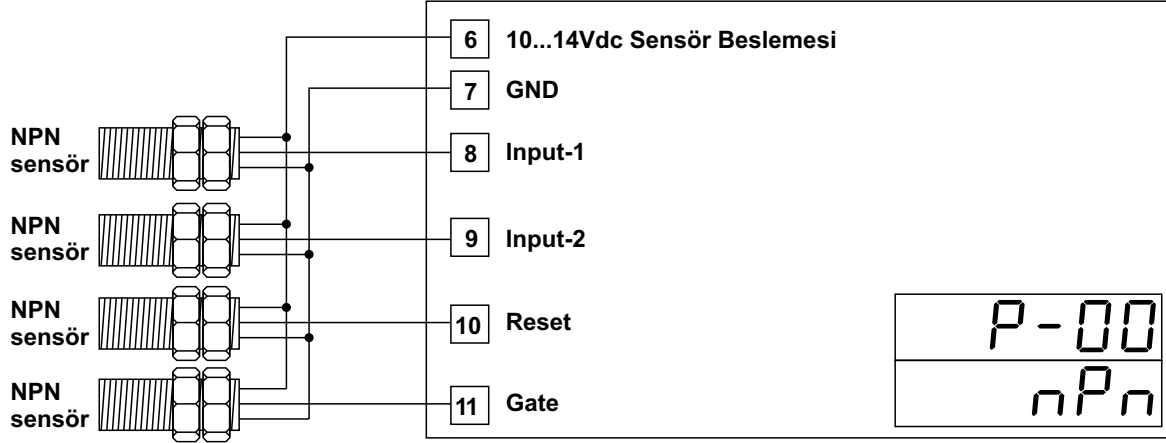 6 10...14Vdc Sensör Beslemesi
7 GND
NPN
sensör
8 Input-1
NPN
sensör
9 Input-2
NPN
sensör
10 Reset
NPN
sensör
11 Gate
P-00
nPn